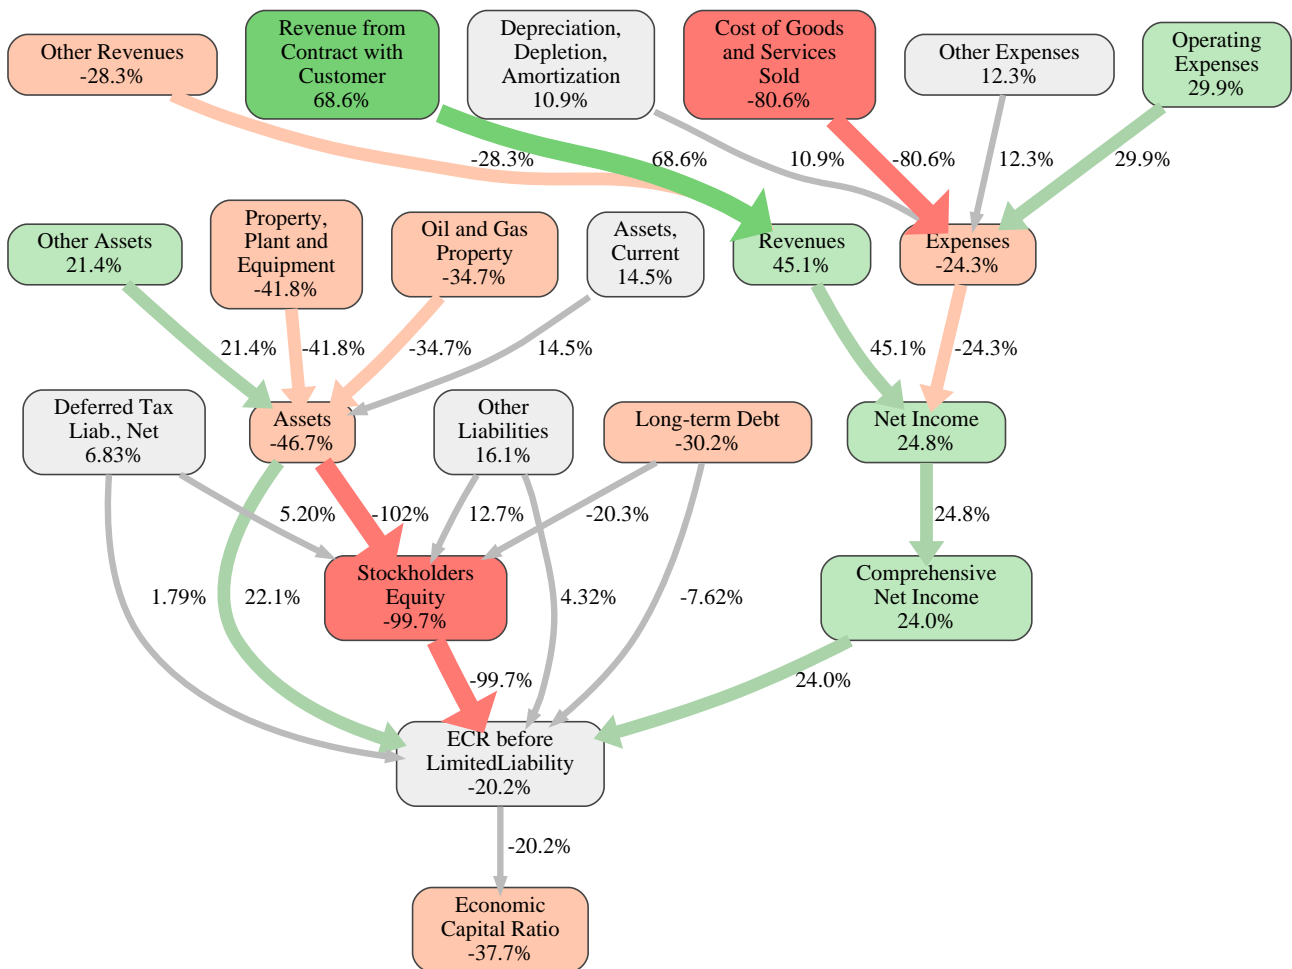 Other Revenues
-28.3%
Revenue from
Contract with
Customer
68.6%
Depreciation,
Depletion,
Amortization
10.9%
Cost of Goods
and Services
Sold
-80.6%
Other Expenses
12.3%
Operating
Expenses
29.9%
-28.3%
68.6%
10.9%
-80.6%
12.3%
29.9%
Other Assets
21.4%
Property,
Plant and
Equipment
-41.8%
Oil and Gas
Property
-34.7%
Assets,
Current
14.5%
Revenues
45.1%
Expenses
-24.3%
21.4%
-41.8%
-34.7%
14.5%
45.1%
-24.3%
Deferred Tax
Liab., Net
6.83%
Assets
-46.7%
Other
Liabilities
16.1%
Long-term Debt
-30.2%
Net Income
24.8%
5.20%
-102%
12.7%
-20.3%
24.8%
Stockholders
Equity
-99.7%
Comprehensive
Net Income
24.0%
1.79%
22.1%
4.32%
-7.62%
-99.7%
24.0%
ECR before
LimitedLiability
-20.2%
-20.2%
Economic
Capital Ratio
-37.7%